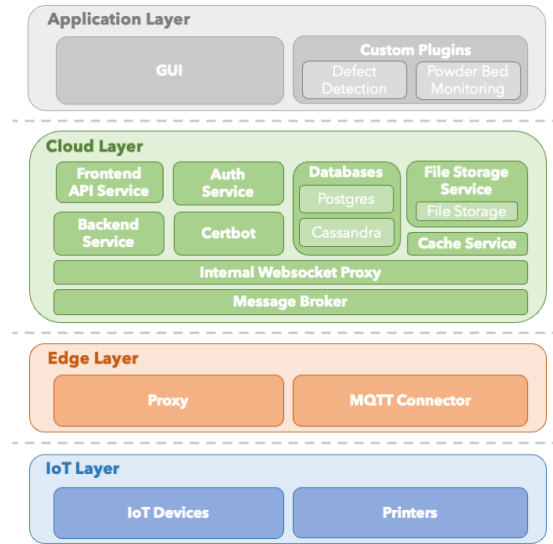 Application Layer
GUI
Custom Plugins
Defect
Detection
Powder Bed
Monitoring
Cloud Layer
Frontend
API Service
Auth
Service
Databases
Postgres
Cassandra
File Storage
Service
File Storage
Backend
Service
Certbot
Cache Service
Internal Websocket Proxy
Message Broker
Edge Layer
Proxy
MQTT Connector
IoT Layer
IoT Devices
Printers